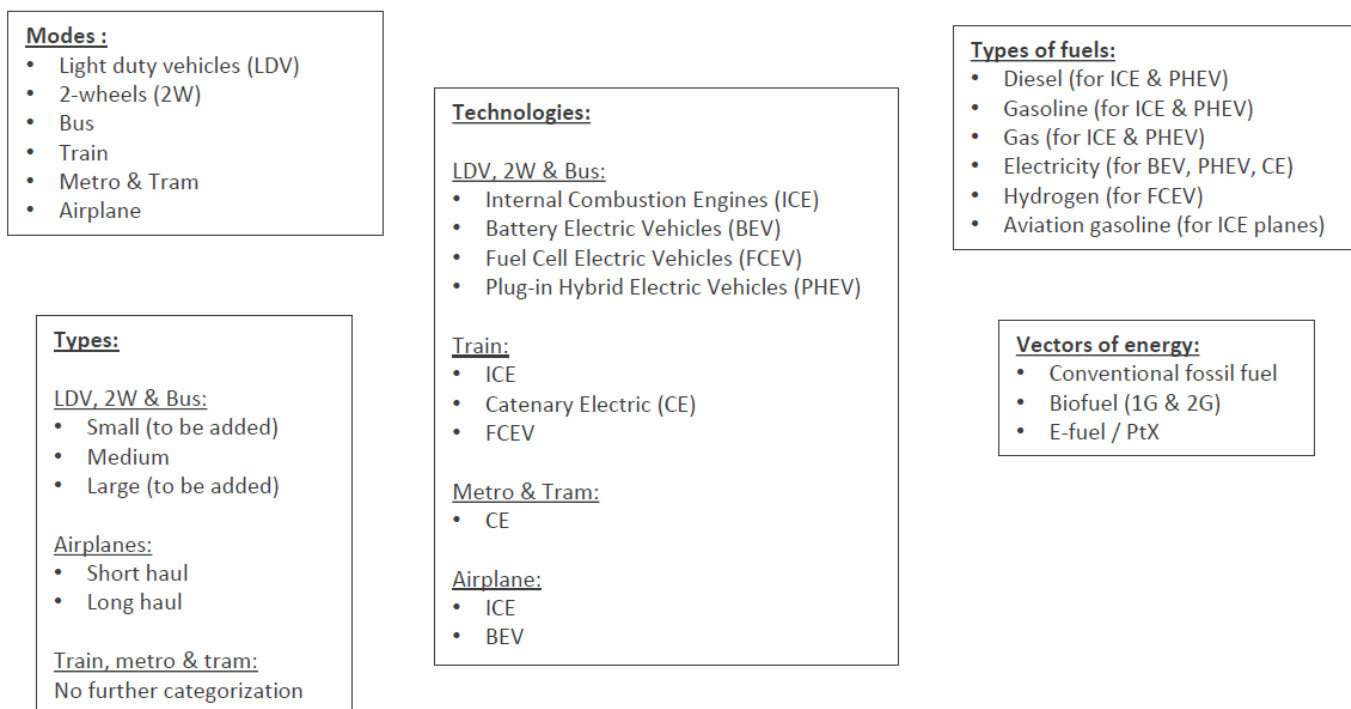 Modes :
• Light duty vehicles (LDV)
• 2-wheels (2W)
• Bus
• Train
• Metro & Tram
• Airplane
Types:
LDV, 2W & Bus:
• Small (to be added)
• Medium
• Large (to be added)
Airplanes:
• Short haul
• Long haul
Train, metro & tram:
No further categorization
Technologies:
LDV, 2W & Bus:
• Internal Combustion Engines (ICE)
• Battery Electric Vehicles (BEV)
• Fuel Cell Electric Vehicles (FCEV)
• Plug-in Hybrid Electric Vehicles (PHEV)
Train:
• ICE
• Catenary Electric (CE)
• FCEV
Metro & Tram:
• CE
Airplane:
• ICE
• BEV
Types of fuels:
• Diesel (for ICE & PHEV)
• Gasoline (for ICE & PHEV)
• Gas (for ICE & PHEV)
• Electricity (for BEV, PHEV, CE)
• Hydrogen (for FCEV)
• Aviation gasoline (for ICE planes)
Vectors of energy:
• Conventional fossil fuel
• Biofuel (1G & 2G)
• E-fuel / PtX